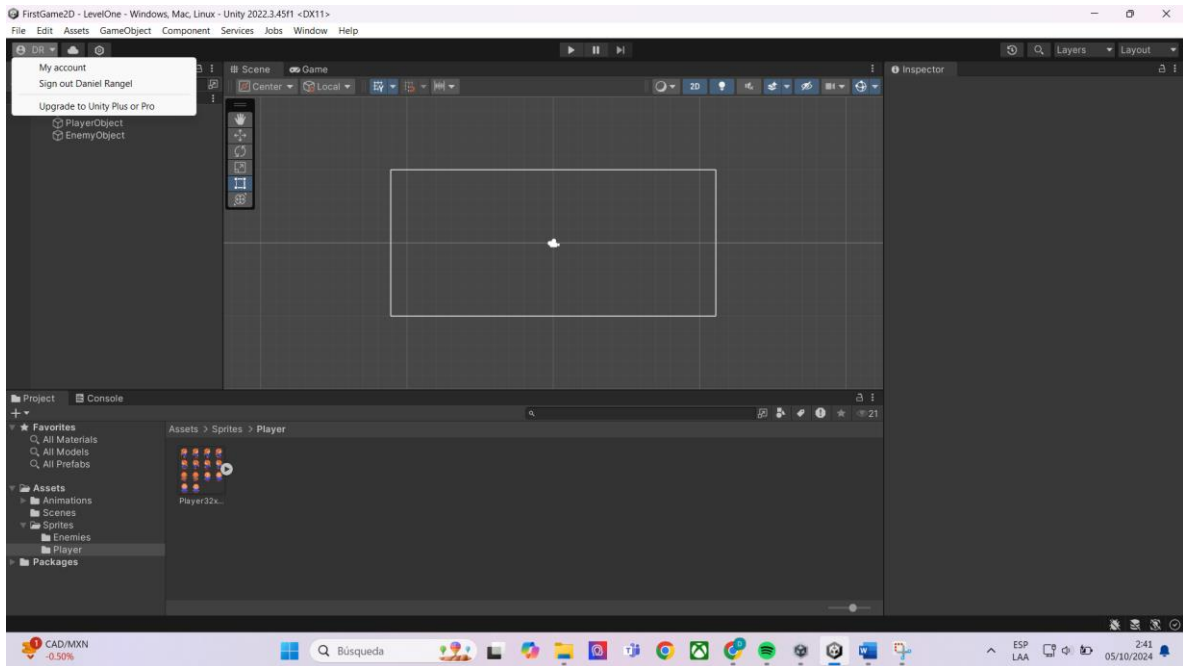 FirstGame2D - LevelOne - Windows, Mac, Linux - Unity 2022.3.45f1 <DX11>
File Edit Assets GameObject Component Services Jobs Window Help
DR Layers Layout
My account
Sign out Daniel Rangel
Upgrade to Unity Plus or Pro
PlayerObject
EnemyObject
Scene Game
Center Local 2D
Inspector
Project Console
21
Favorites
All Materials
All Models
All Prefabs
Assets
Animations
Scenes
Sprites
Enemies
Player
Packages
Assets > Sprites > Player
Player32x...
1
CAD/MXN
-0.50%
Búsqueda
ESP
LAA
2:41
05/10/2024